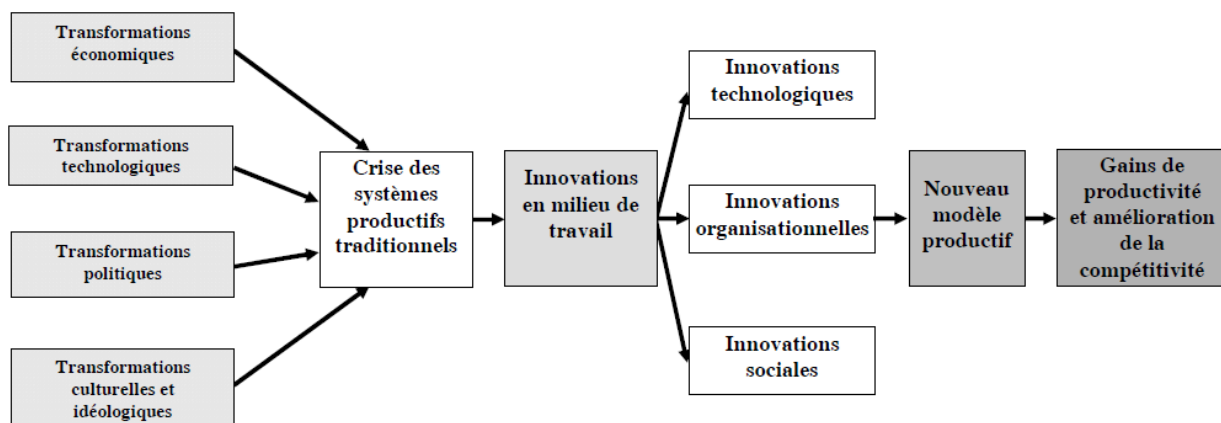 Transformations
économiques
Transformations
technologiques
Transformations
politiques
Transformations
culturelles et
idéologiques
Crise des
systèmes
productifs
traditionnels
Innovations
en milieu de
travail
Innovations
technologiques
Innovations
organisationnelles
Innovations
sociales
Nouveau
modèle
productif
Gains de
productivité
et amélioration
de la
compétitivité